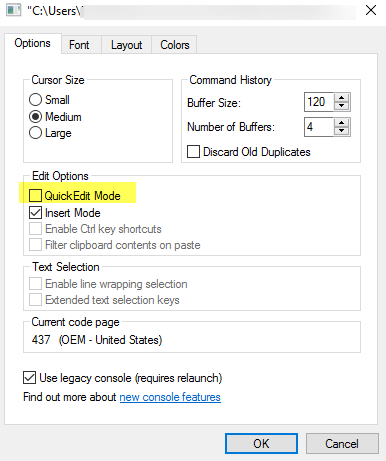 "C:\Users\
Options Font Layout Colors
Cursor Size
Small
Medium
Large
Command History
Buffer Size: 120
Number of Buffers: 4
Discard Old Duplicates
Edit Options
QuickEdit Mode
Insert Mode
Enable Ctrl key shortcuts
Filter clipboard contents on paste
Text Selection
Enable line wrapping selection
Extended text selection keys
Current code page
437 (OEM - United States)
Use legacy console (requires relaunch)
Find out more about new console features
OK Cancel